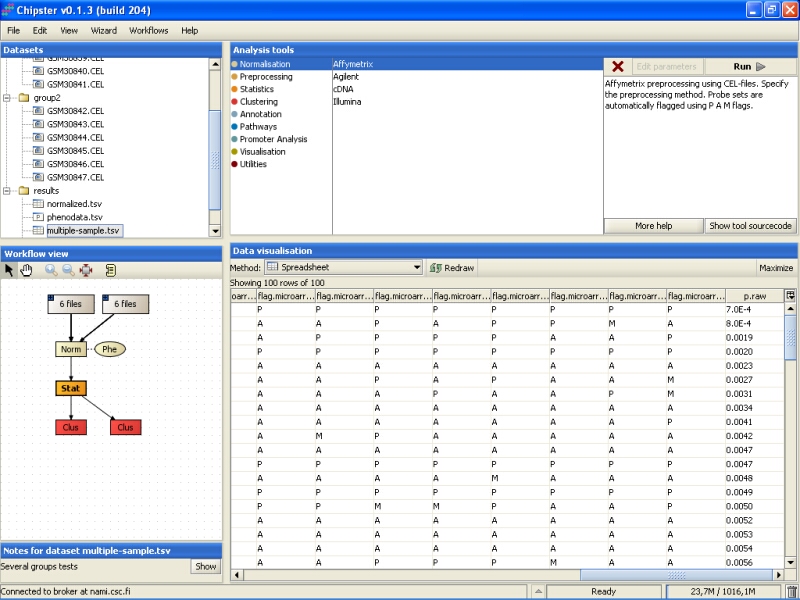 Chipster v0.1.3 (build 204)
File Edit View Wizard Workflows Help
Datasets
GSM30839.CEL
GSM30840.CEL
GSM30841.CEL
group2
GSM30842.CEL
GSM30843.CEL
GSM30844.CEL
GSM30845.CEL
GSM30846.CEL
GSM30847.CEL
results
normalized.tsv
phenodata.tsv
multiple-sample.tsv
Analysis tools
Normalisation
Preprocessing
Statistics
Clustering
Annotation
Pathways
Promoter Analysis
Visualisation
Utilities
Affymetrix
Agilent
cDNA
Illumina
Edit parameters Run
Affymetrix preprocessing using CEL-files. Specify
the preprocessing method. Probe sets are
automatically flagged using P A M flags.
More help Show tool sourcecode
Workflow view
6 files 6 files
Norm Phe
Stat
Clus Clus
Notes for dataset multiple-sample.tsv
Several groups tests Show
Data visualisation
Method: Spreadsheet Redraw Maximize
Showing 100 rows of 100
oarr... flag.microarr... flag.microarr... flag.microarr... flag.microarr... flag.microarr... flag.microarr... flag.microarr... flag.microarr... p.raw
P P P P P P P P 7.0E-4
A A P A P P M A 8.0E-4
A P P P P A A A 0.0019
P P P P P P P P 0.0020
A A A A A A A A 0.0023
A A P A P A P M 0.0027
A A A P A A P M 0.0031
A A A A A A A A 0.0034
A A A A A A A P 0.0041
A M P A A A A A 0.0042
A A A A A A A A 0.0047
P P P P P P P P 0.0047
A A A A M A A A 0.0048
P P P P P P P P 0.0049
P P M M P A A A 0.0050
A A A A A A A A 0.0052
A A A A A A A A 0.0053
A A A A A A A A 0.0054
A A P P P M A A 0.0056
Connected to broker at nami.csc.fi Ready 23,7M / 1016,1M